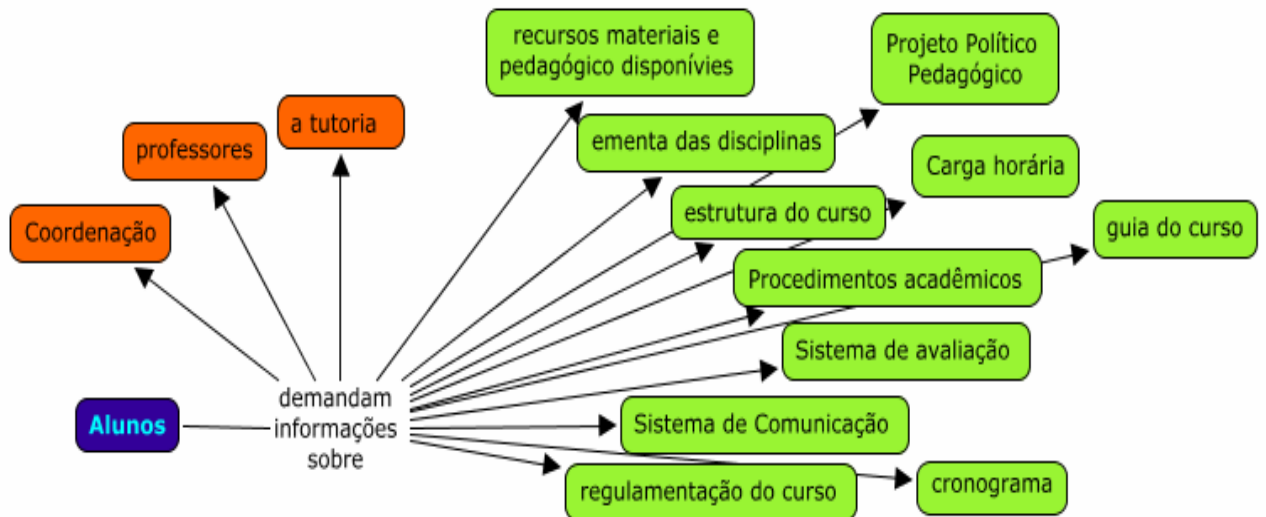 recursos materiais e
pedagógico disponívies
Projeto Político
Pedagógico
a tutoria
professores
ementa das disciplinas
Carga horária
estrutura do curso
Coordenação
guia do curso
Procedimentos acadêmicos
Sistema de avaliação
Alunos
demandam
informações
sobre
Sistema de Comunicação
regulamentação do curso
cronograma